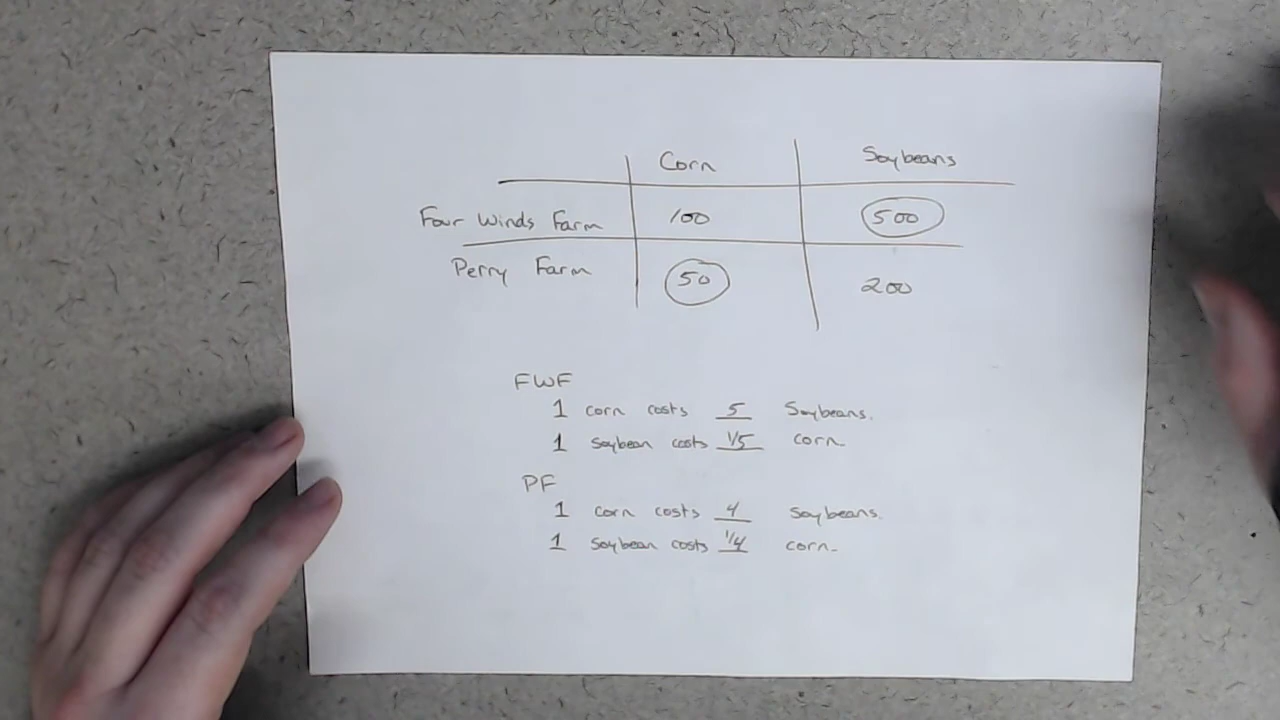 Corn Soybeans
Four Winds Farm 100 500
Perry Farm 50 200
FWF
1 corn costs 5 Soybeans.
1 Soybean costs 1/5 corn
PF
1 corn costs 4 Soybeans.
1 Soybean costs 1/4 corn.